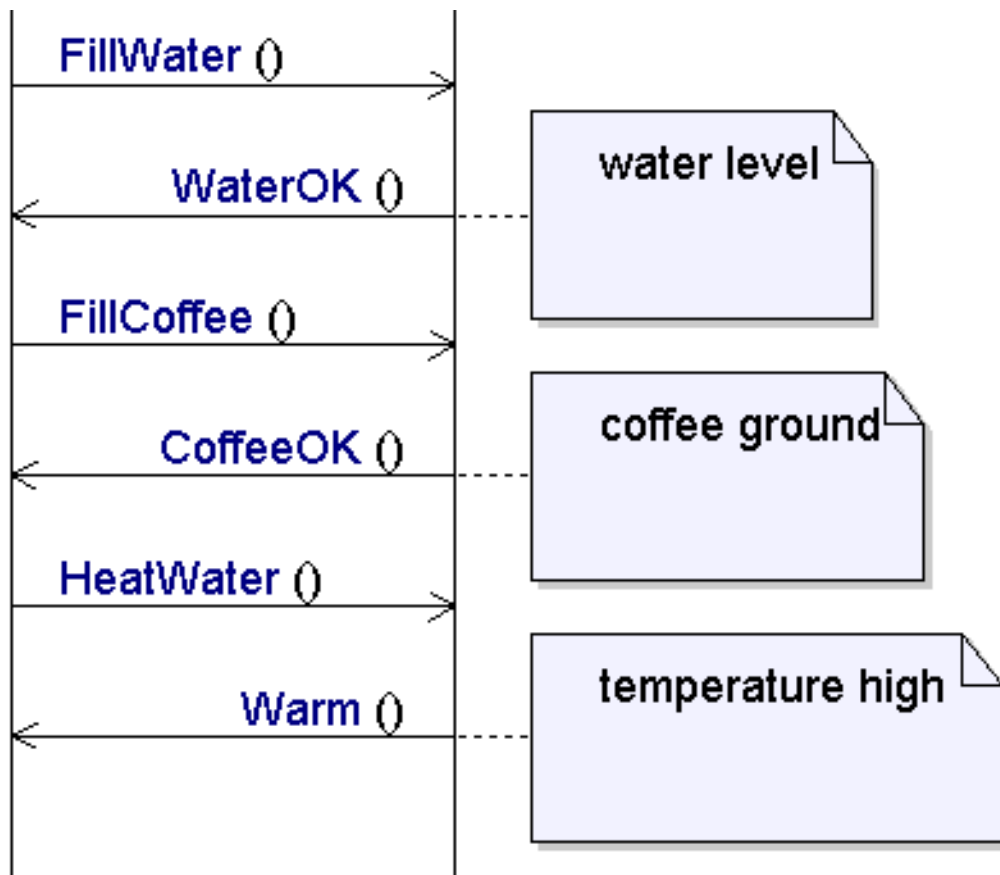 FillWater ()
water level
WaterOK ()
FillCoffee ()
coffee ground
CoffeeOK ()
HeatWater ()
temperature high
Warm ()